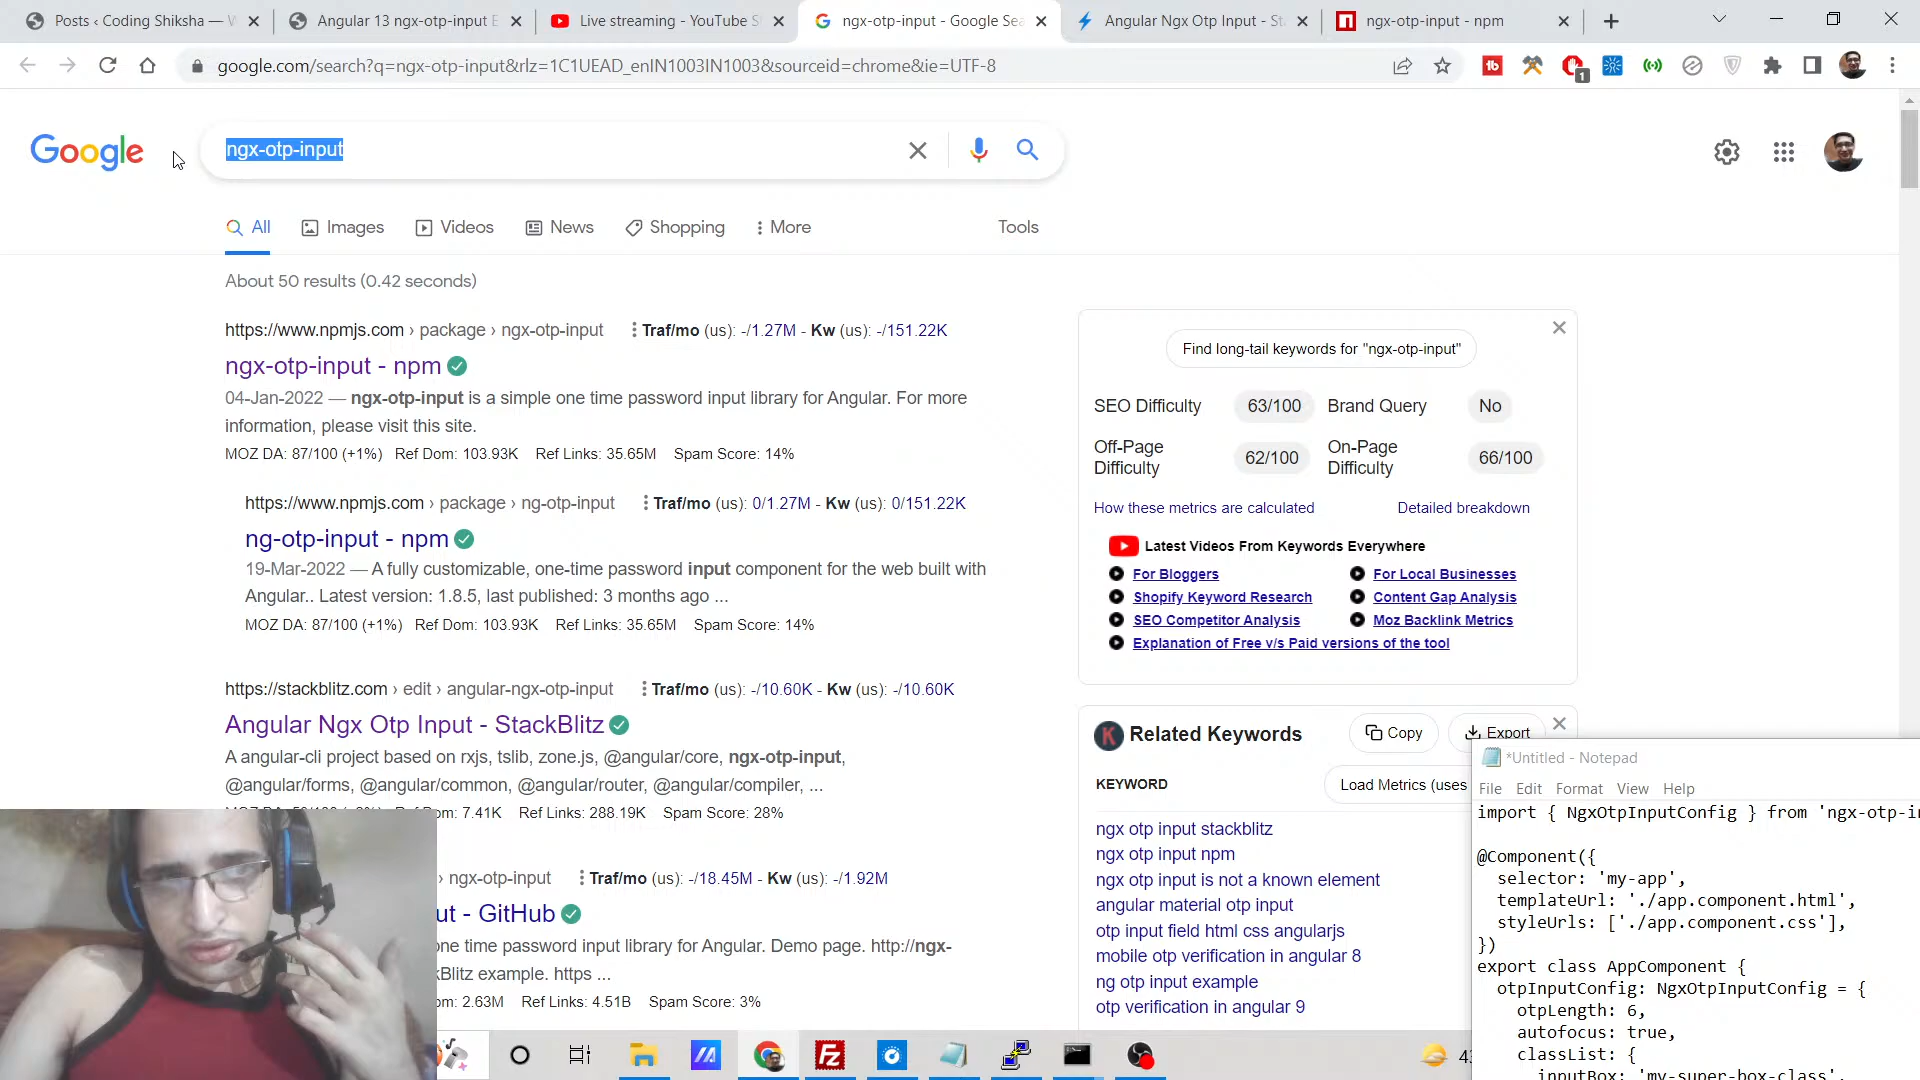 Posts ‹ Coding Shiksha —
Angular 13 ngx-otp-input E
Live streaming - YouTube S
ngx-otp-input - Google Sea
Angular Ngx Otp Input - St
ngx-otp-input - npm
google.com/search?q=ngx-otp-input&rlz=1C1UEAD_enIN1003IN1003&sourceid=chrome&ie=UTF-8
1
Google
ngx-otp-input
All
Images
Videos
News
Shopping
More
Tools
About 50 results (0.42 seconds)
https://www.npmjs.com › package › ngx-otp-input Traf/mo (us): -/1.27M - Kw (us): -/151.22K
ngx-otp-input - npm
04-Jan-2022 — ngx-otp-input is a simple one time password input library for Angular. For more
information, please visit this site.
MOZ DA: 87/100 (+1%) Ref Dom: 103.93K Ref Links: 35.65M Spam Score: 14%
https://www.npmjs.com › package › ng-otp-input Traf/mo (us): 0/1.27M - Kw (us): 0/151.22K
ng-otp-input - npm
19-Mar-2022 — A fully customizable, one-time password input component for the web built with
Angular.. Latest version: 1.8.5, last published: 3 months ago ...
MOZ DA: 87/100 (+1%) Ref Dom: 103.93K Ref Links: 35.65M Spam Score: 14%
https://stackblitz.com › edit › angular-ngx-otp-input Traf/mo (us): -/10.60K - Kw (us): -/10.60K
Angular Ngx Otp Input - StackBlitz
A angular-cli project based on rxjs, tslib, zone.js, @angular/core, ngx-otp-input,
@angular/forms, @angular/common, @angular/router, @angular/compiler, ...
om: 7.41K Ref Links: 288.19K Spam Score: 28%
› ngx-otp-input Traf/mo (us): -/18.45M - Kw (us): -/1.92M
ut - GitHub
one time password input library for Angular. Demo page. http://ngx-
kBlitz example. https ...
om: 2.63M Ref Links: 4.51B Spam Score: 3%
Find long-tail keywords for "ngx-otp-input"
SEO Difficulty 63/100 Brand Query No
Off-Page Difficulty 62/100 On-Page Difficulty 66/100
How these metrics are calculated Detailed breakdown
Latest Videos From Keywords Everywhere
For Bloggers For Local Businesses
Shopify Keyword Research Content Gap Analysis
SEO Competitor Analysis Moz Backlink Metrics
Explanation of Free v/s Paid versions of the tool
K Related Keywords Copy Export
KEYWORD Load Metrics (uses
ngx otp input stackblitz
ngx otp input npm
ngx otp input is not a known element
angular material otp input
otp input field html css angularjs
mobile otp verification in angular 8
ng otp input example
otp verification in angular 9
*Untitled - Notepad
File Edit Format View Help
import { NgxOtpInputConfig } from 'ngx-otp-in
@Component({
selector: 'my-app',
templateUrl: './app.component.html',
styleUrls: ['./app.component.css'],
})
export class AppComponent {
otpInputConfig: NgxOtpInputConfig = {
otpLength: 6,
autofocus: true,
classList: {
inputBox: 'my-super-box-class',